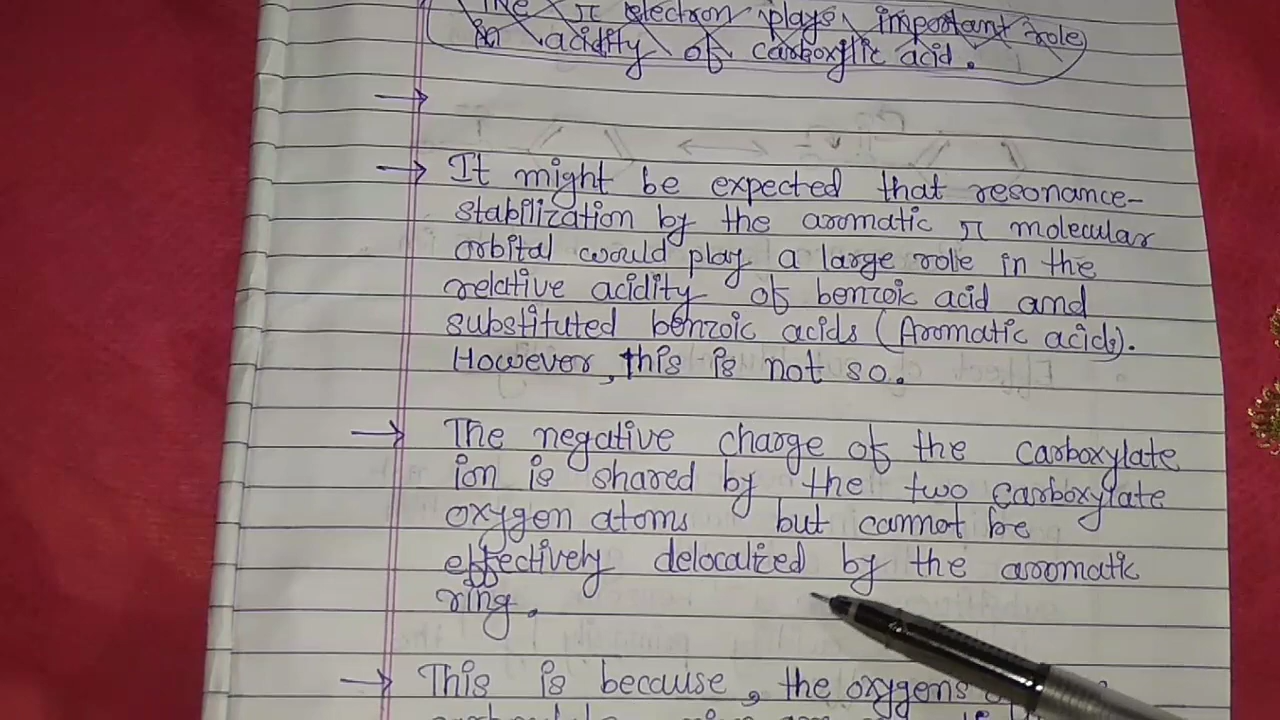 The π electron plays important role
in acidity of carboxylic acid.
→
→ It might be expected that resonance-
stabilization by the aromatic π molecular
orbital would play a large role in the
relative acidity of benzoic acid and
substituted benzoic acids (Aromatic acids).
However, this is not so.
→ The negative charge of the carboxylate
ion is shared by the two carboxylate
oxygen atoms but cannot be
effectively delocalized by the aromatic
ring.
→ This is because, the oxygens